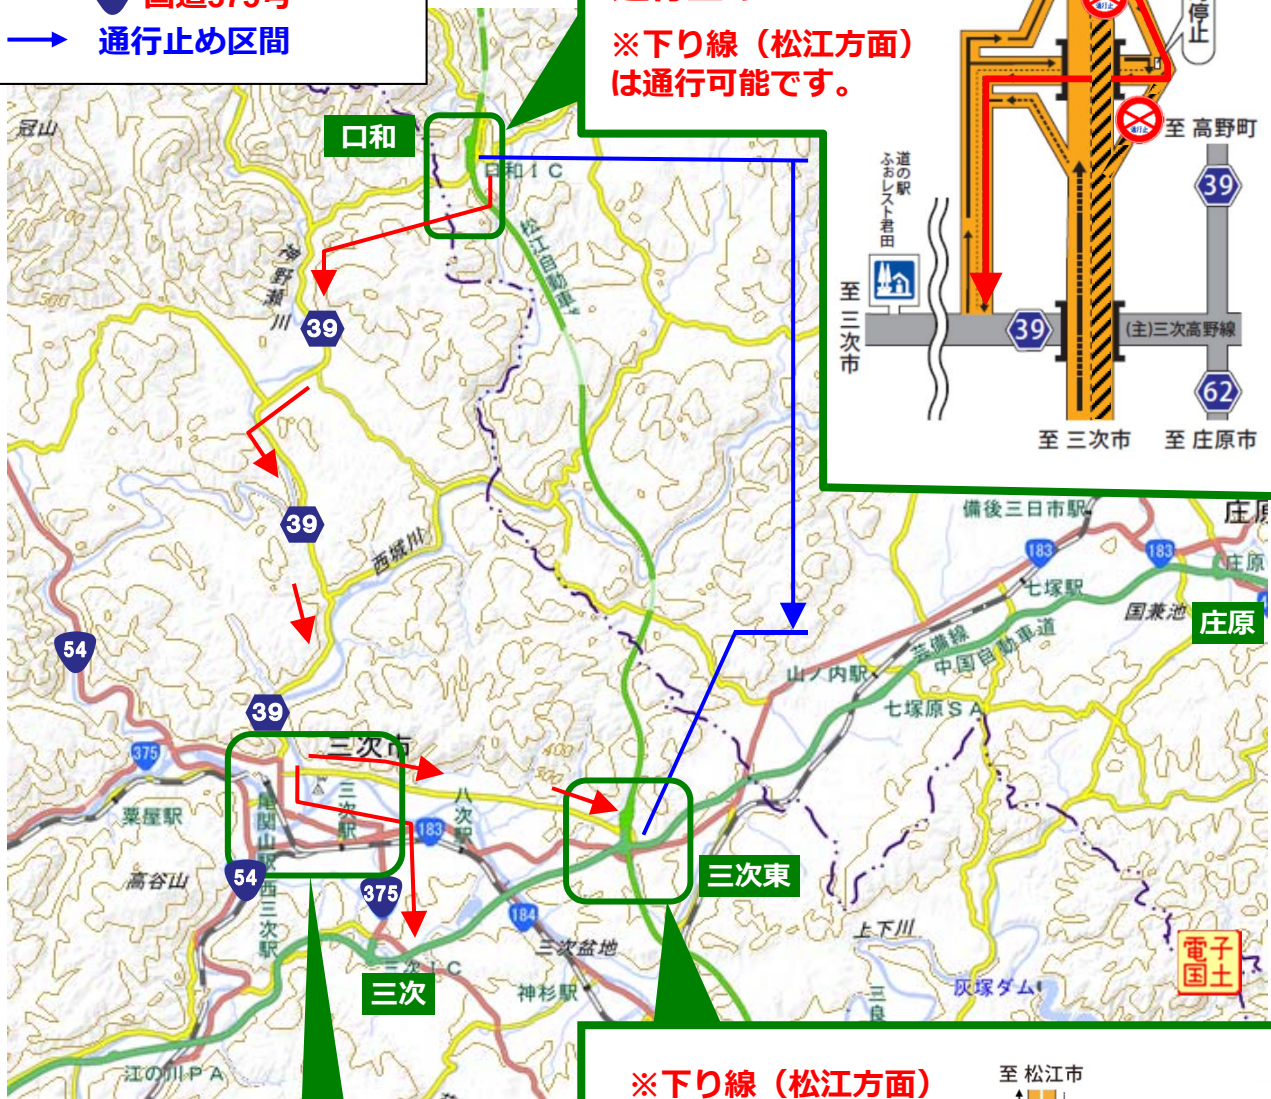 通行止め区間
※下り線（松江方面）
は通行可能です。
停止
至 高野町
39
道の駅
ふぉレスト君田
至三次市
39
(主)三次高野線
62
至 三次市
至 庄原市
冠山
口和
口和IC
神野瀬川
松江自動車
500
39
39
西城川
54
39
375
三次市
400
500
粟屋駅
尾関山駅
三次駅
八次駅
183
高谷山
54
西三次駅
375
184
三次IC
三次
三次盆地
神杉駅
江の川PA
三次東
備後三日市駅
183
183
七塚駅
国兼池
庄原
庄原
芸備線
中国自動車道
山ノ内駅
七塚原SA
上下川
灰塚ダム
三良
電子
国土
※下り線（松江方面）
至 松江市